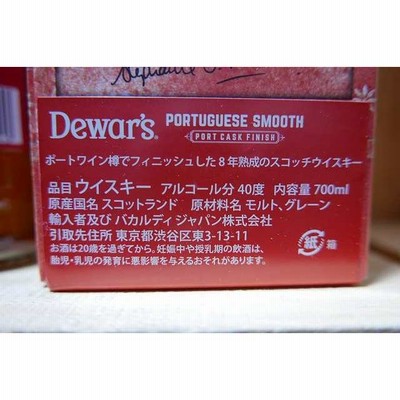 Dewar's
PORTUGUESE SMOOTH
PORT CASK FINISH
ポートワイン樽でフィニッシュした8年熟成のスコッチウイスキー
品目 ウイスキー アルコール分 40度 内容量 700ml
原産国名 スコットランド 原材料名 モルト、グレーン
輸入者及び バカルディ ジャパン株式会社
引取先住所 東京都渋谷区東3-13-11
お酒は20歳を過ぎてから。妊娠中や授乳期の飲酒は、
胎児・乳児の発育に悪影響を与えるおそれがあります。
紙 箱